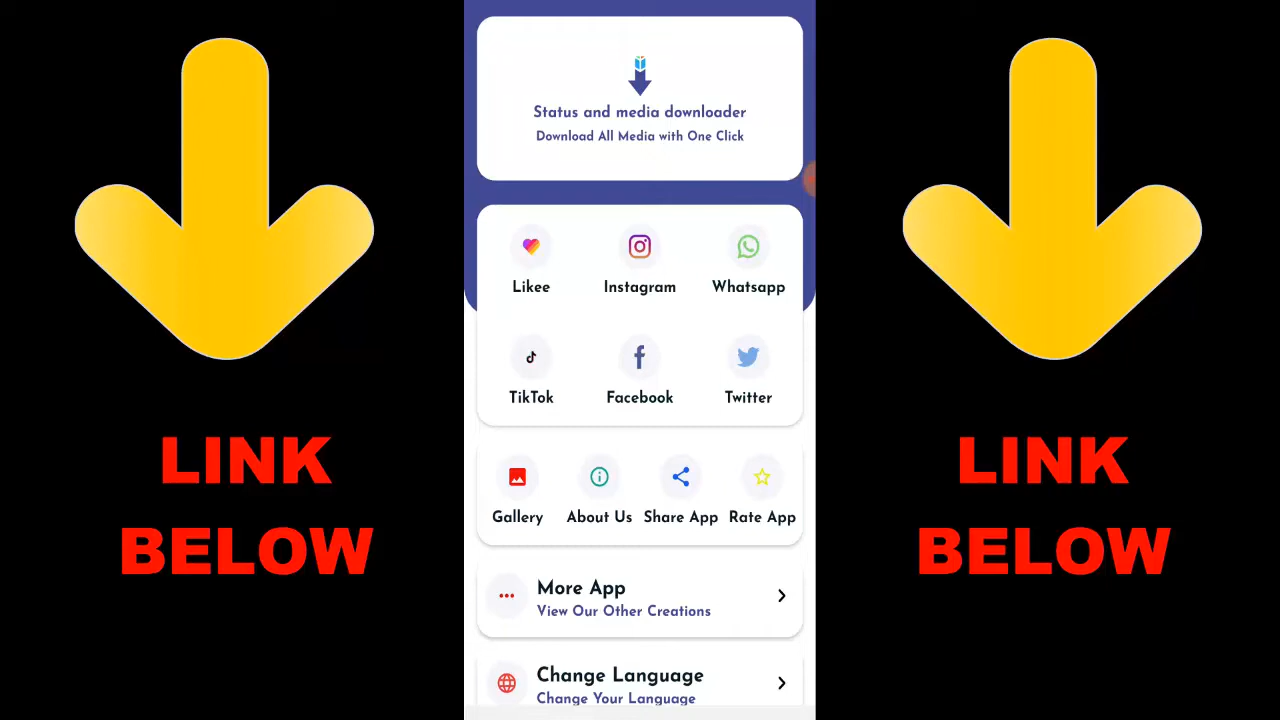 LINK
BELOW
Status and media downloader
Download All Media with One Click
Likee Instagram Whatsapp
TikTok Facebook Twitter
Gallery About Us Share App Rate App
More App
View Our Other Creations
Change Language
Change Your Language
LINK
BELOW